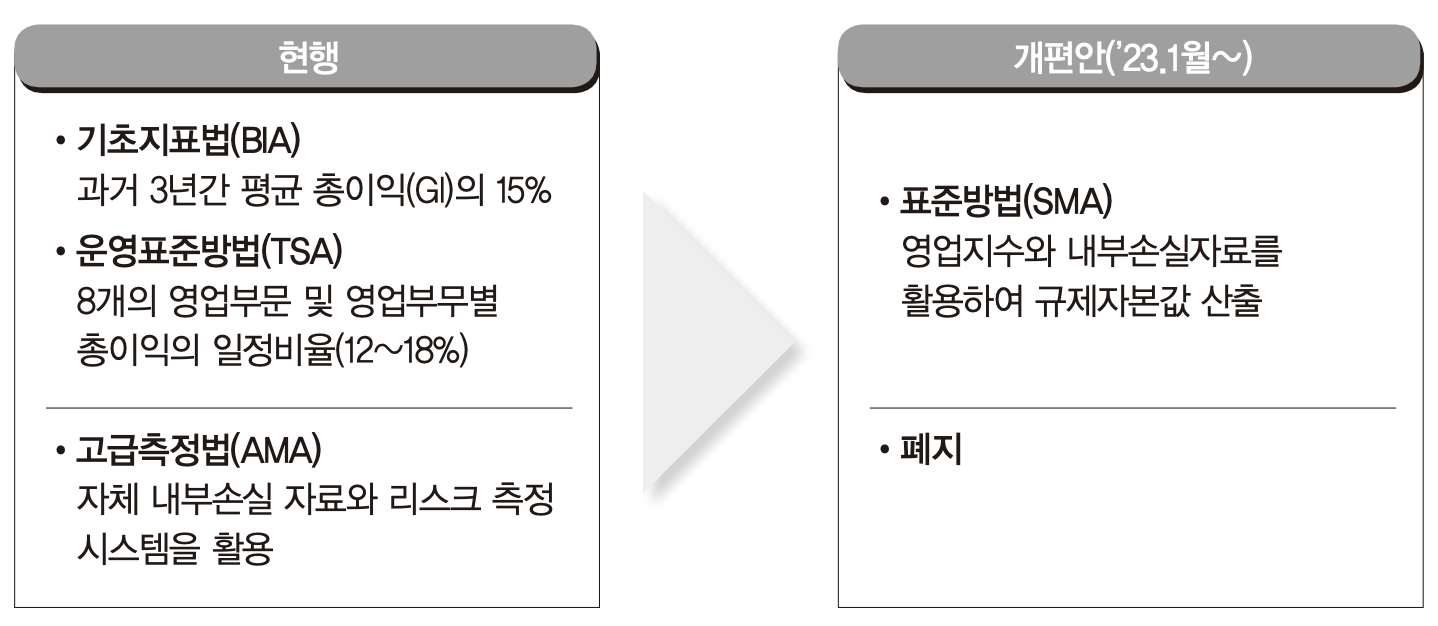 현행
• 기초지표법(BIA)
과거 3년간 평균 총이익(GI)의 15%
• 운영표준방법(TSA)
8개의 영업부문 및 영업부무별
총이익의 일정비율(12～18%)
• 고급측정법(AMA)
자체 내부손실 자료와 리스크 측정
시스템을 활용
개편안(’23.1월～)
• 표준방법(SMA)
영업지수와 내부손실자료를
활용하여 규제자본값 산출
• 폐지